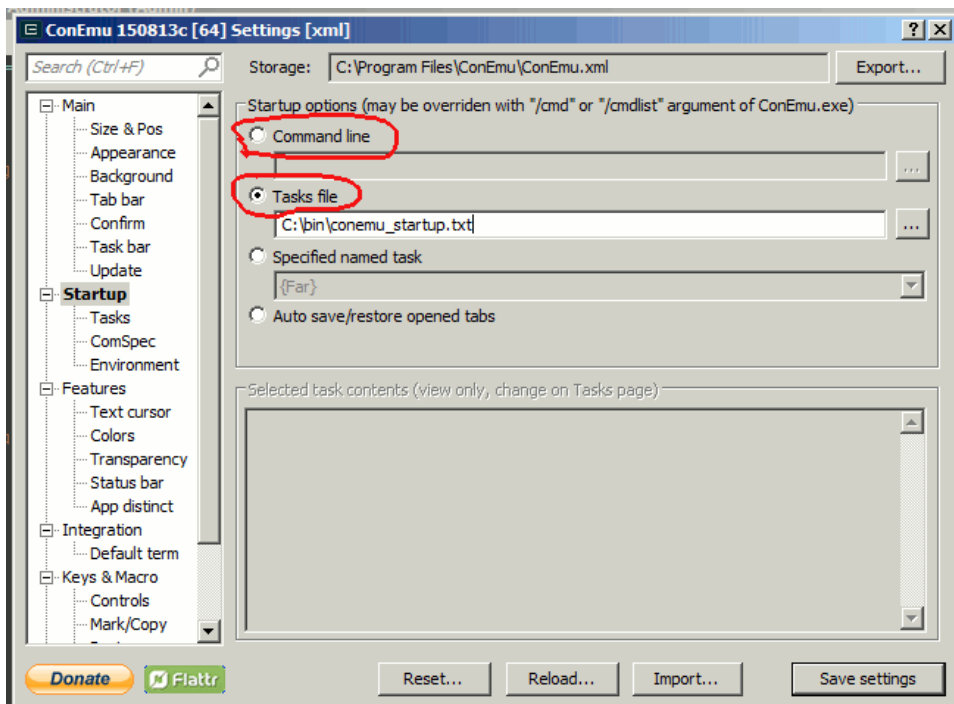 ConEmu 150813c [64] Settings [xml]
Search (Ctrl+F)
Storage: C:\Program Files\ConEmu\ConEmu.xml Export...
Main
Size & Pos
Appearance
Background
Tab bar
Confirm
Task bar
Update
Startup
Tasks
ComSpec
Environment
Features
Text cursor
Colors
Transparency
Status bar
App distinct
Integration
Default term
Keys & Macro
Controls
Mark/Copy
Startup options (may be overriden with "/cmd" or "/cmdlist" argument of ConEmu.exe)
Command line
...
Tasks file
C:\bin\conemu_startup.txt ...
Specified named task
{Far}
Auto save/restore opened tabs
Selected task contents (view only, change on Tasks page)
Donate Flattr Reset... Reload... Import... Save settings